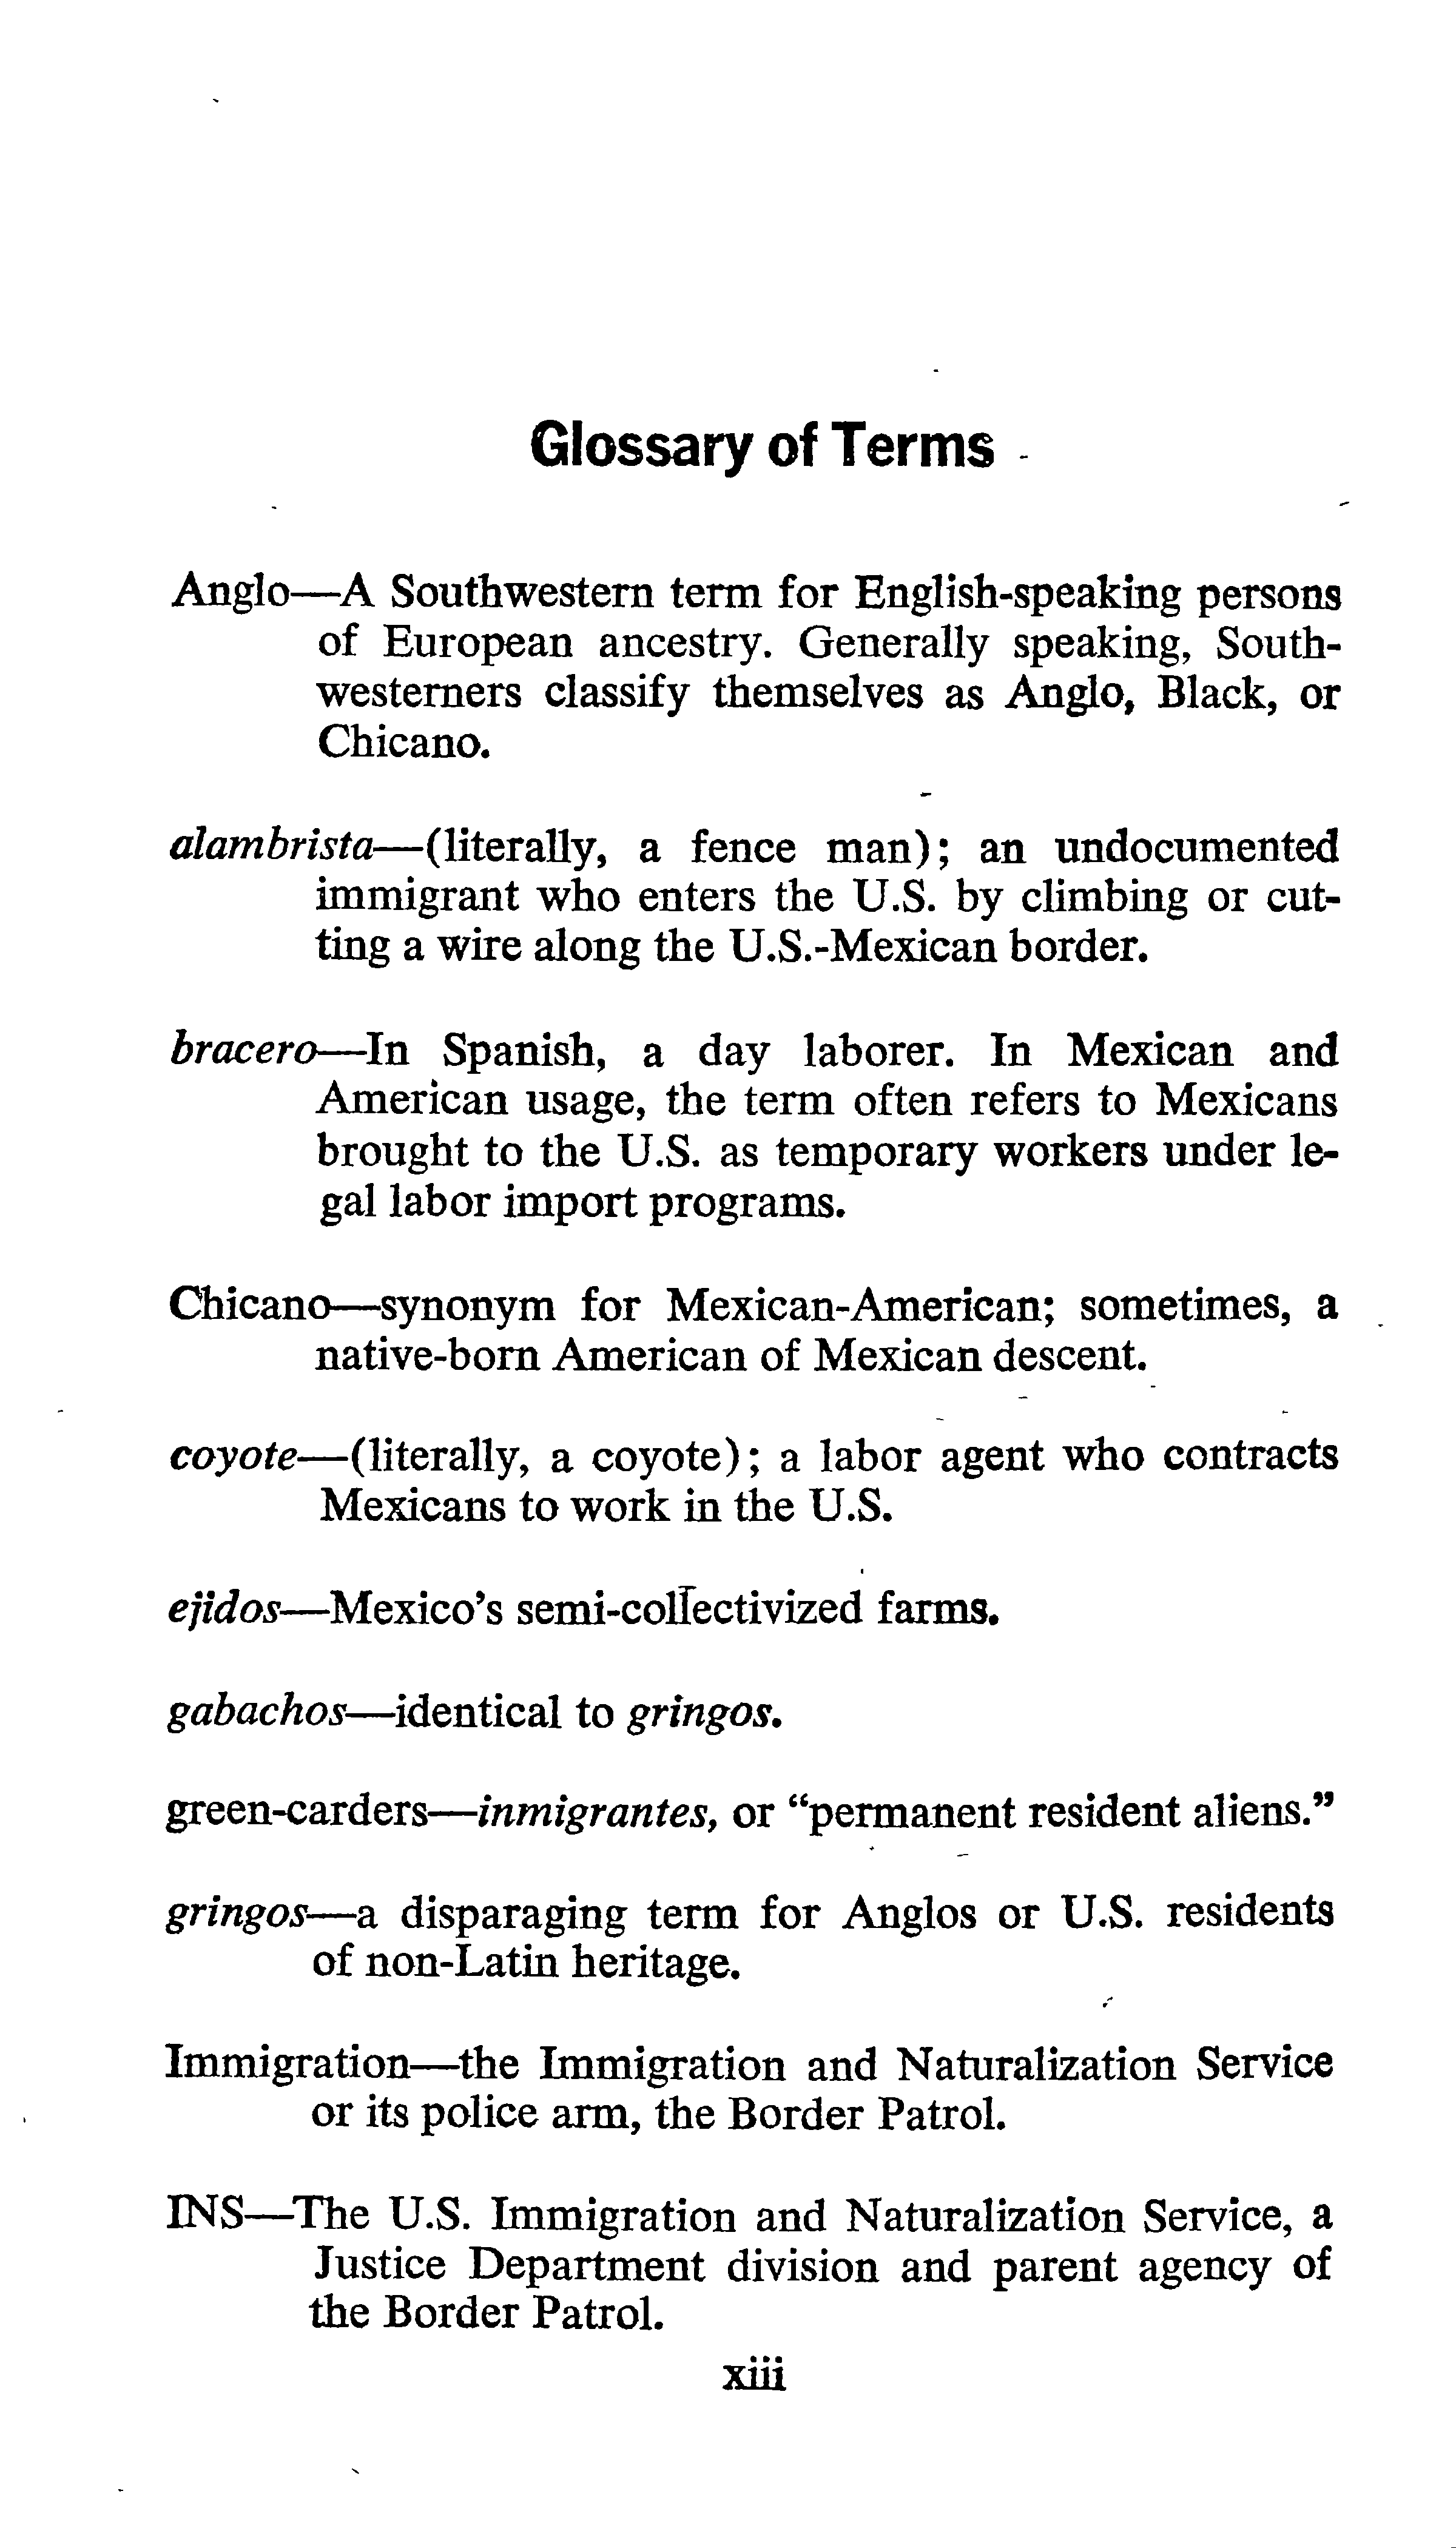 Glossary of Terms
Anglo—A Southwestern term for English-speaking persons
of European ancestry. Generally speaking, South-
westerners classify themselves as Anglo, Black, or
Chicano.
alambrista—(literally, a fence man); an undocumented
immigrant who enters the U.S. by climbing or cut-
ting a wire along the U.S.-Mexican border.
bracero—In Spanish, a day laborer. In Mexican and
American usage, the term often refers to Mexicans
brought to the U.S. as temporary workers under le-
gal labor import programs.
Chicano—synonym for Mexican-American; sometimes, a
native-born American of Mexican descent.
coyote—(literally, a coyote); a labor agent who contracts
Mexicans to work in the U.S.
ejidos—Mexico's semi-collectivized farms.
gabachos—identical to gringos.
green-carders—inmigrantes, or “permanent resident aliens.”
gringos—a disparaging term for Anglos or U.S. residents
of non-Latin heritage.
Immigration—the Immigration and Naturalization Service
or its police arm, the Border Patrol.
INS—The U.S. Immigration and Naturalization Service, a
Justice Department division and parent agency of
the Border Patrol.
xiii